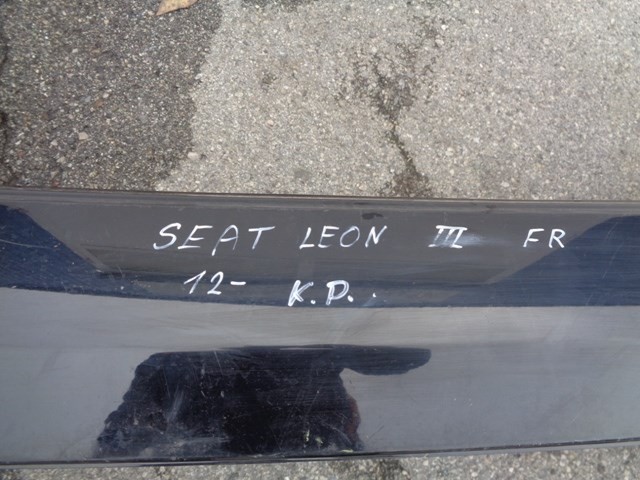 SEAT LEON III FR
12- K.P.